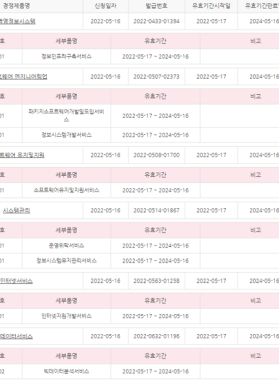 경쟁제품명 신청일자 발급번호 유효기간시작일 유효기간만료
경영정보시스템 2022-05-16 2022-0433-01384 2022-05-17 2024-05-16
호 세부품명 유효기간 비고
01 정보인프라구축서비스 2022-05-17 ~ 2024-05-16
웨어 엔지니어링업 2022-05-16 2022-0507-02373 2022-05-17 2024-05-16
호 세부품명 유효기간 비고
01 패키지소프트웨어개발및도입서비스 2022-05-17 ~ 2024-05-16
01 정보시스템개발서비스 2022-05-17 ~ 2024-05-16
트웨어 유지및지원 2022-05-16 2022-0508-01700 2022-05-17 2024-05-16
호 세부품명 유효기간 비고
01 소프트웨어유지및지원서비스 2022-05-17 ~ 2024-05-16
시스템관리 2022-05-16 2022-0514-01867 2022-05-17 2024-05-16
호 세부품명 유효기간 비고
01 운영위탁서비스 2022-05-17 ~ 2024-05-16
01 정보시스템유지관리서비스 2022-05-17 ~ 2024-05-16
인터넷서비스 2022-05-16 2022-0563-01258 2022-05-17 2024-05-16
호 세부품명 유효기간 비고
01 인터넷지원개발서비스 2022-05-17 ~ 2024-05-16
데이터서비스 2022-05-16 2022-0632-01196 2022-05-17 2024-05-16
호 세부품명 유효기간 비고
02 빅데이터분석서비스 2022-05-17 ~ 2024-05-16